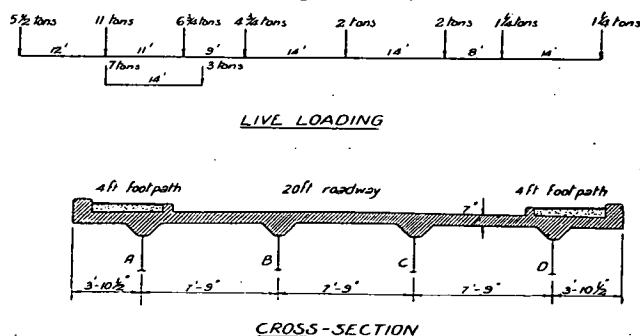 5½ tons 11 tons 6¾ tons 4¾ tons 2 tons 2 tons 1¼ tons 1¼ tons
12' 11' 9' 14' 14' 8' 14'
7 tons 3 tons
14'
LIVE LOADING
4ft footpath 20ft roadway 7" 4ft footpath
A B C D
3'-10½" 7'-9" 7'-9" 7'-9" 3'-10½"
CROSS-SECTION